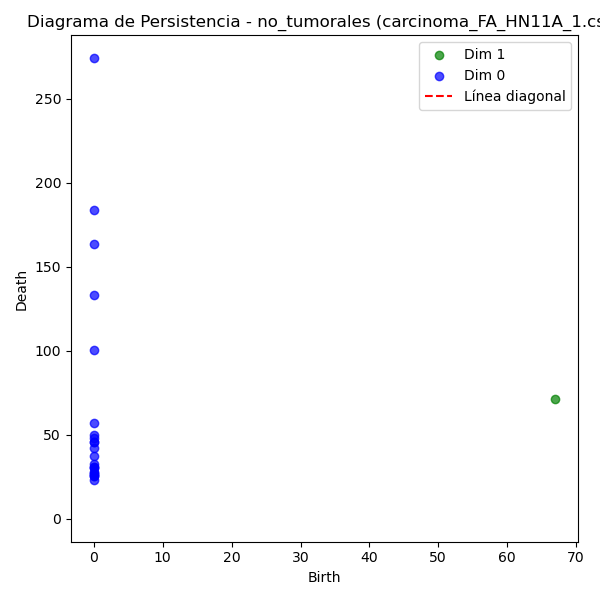 Diagrama de Persistencia - no_tumorales (carcinoma_FA_HN11A_1.cs
Dim 1
Dim 0
Línea diagonal
250
200
150
100
50
0
Death
0 10 20 30 40 50 60 70
Birth